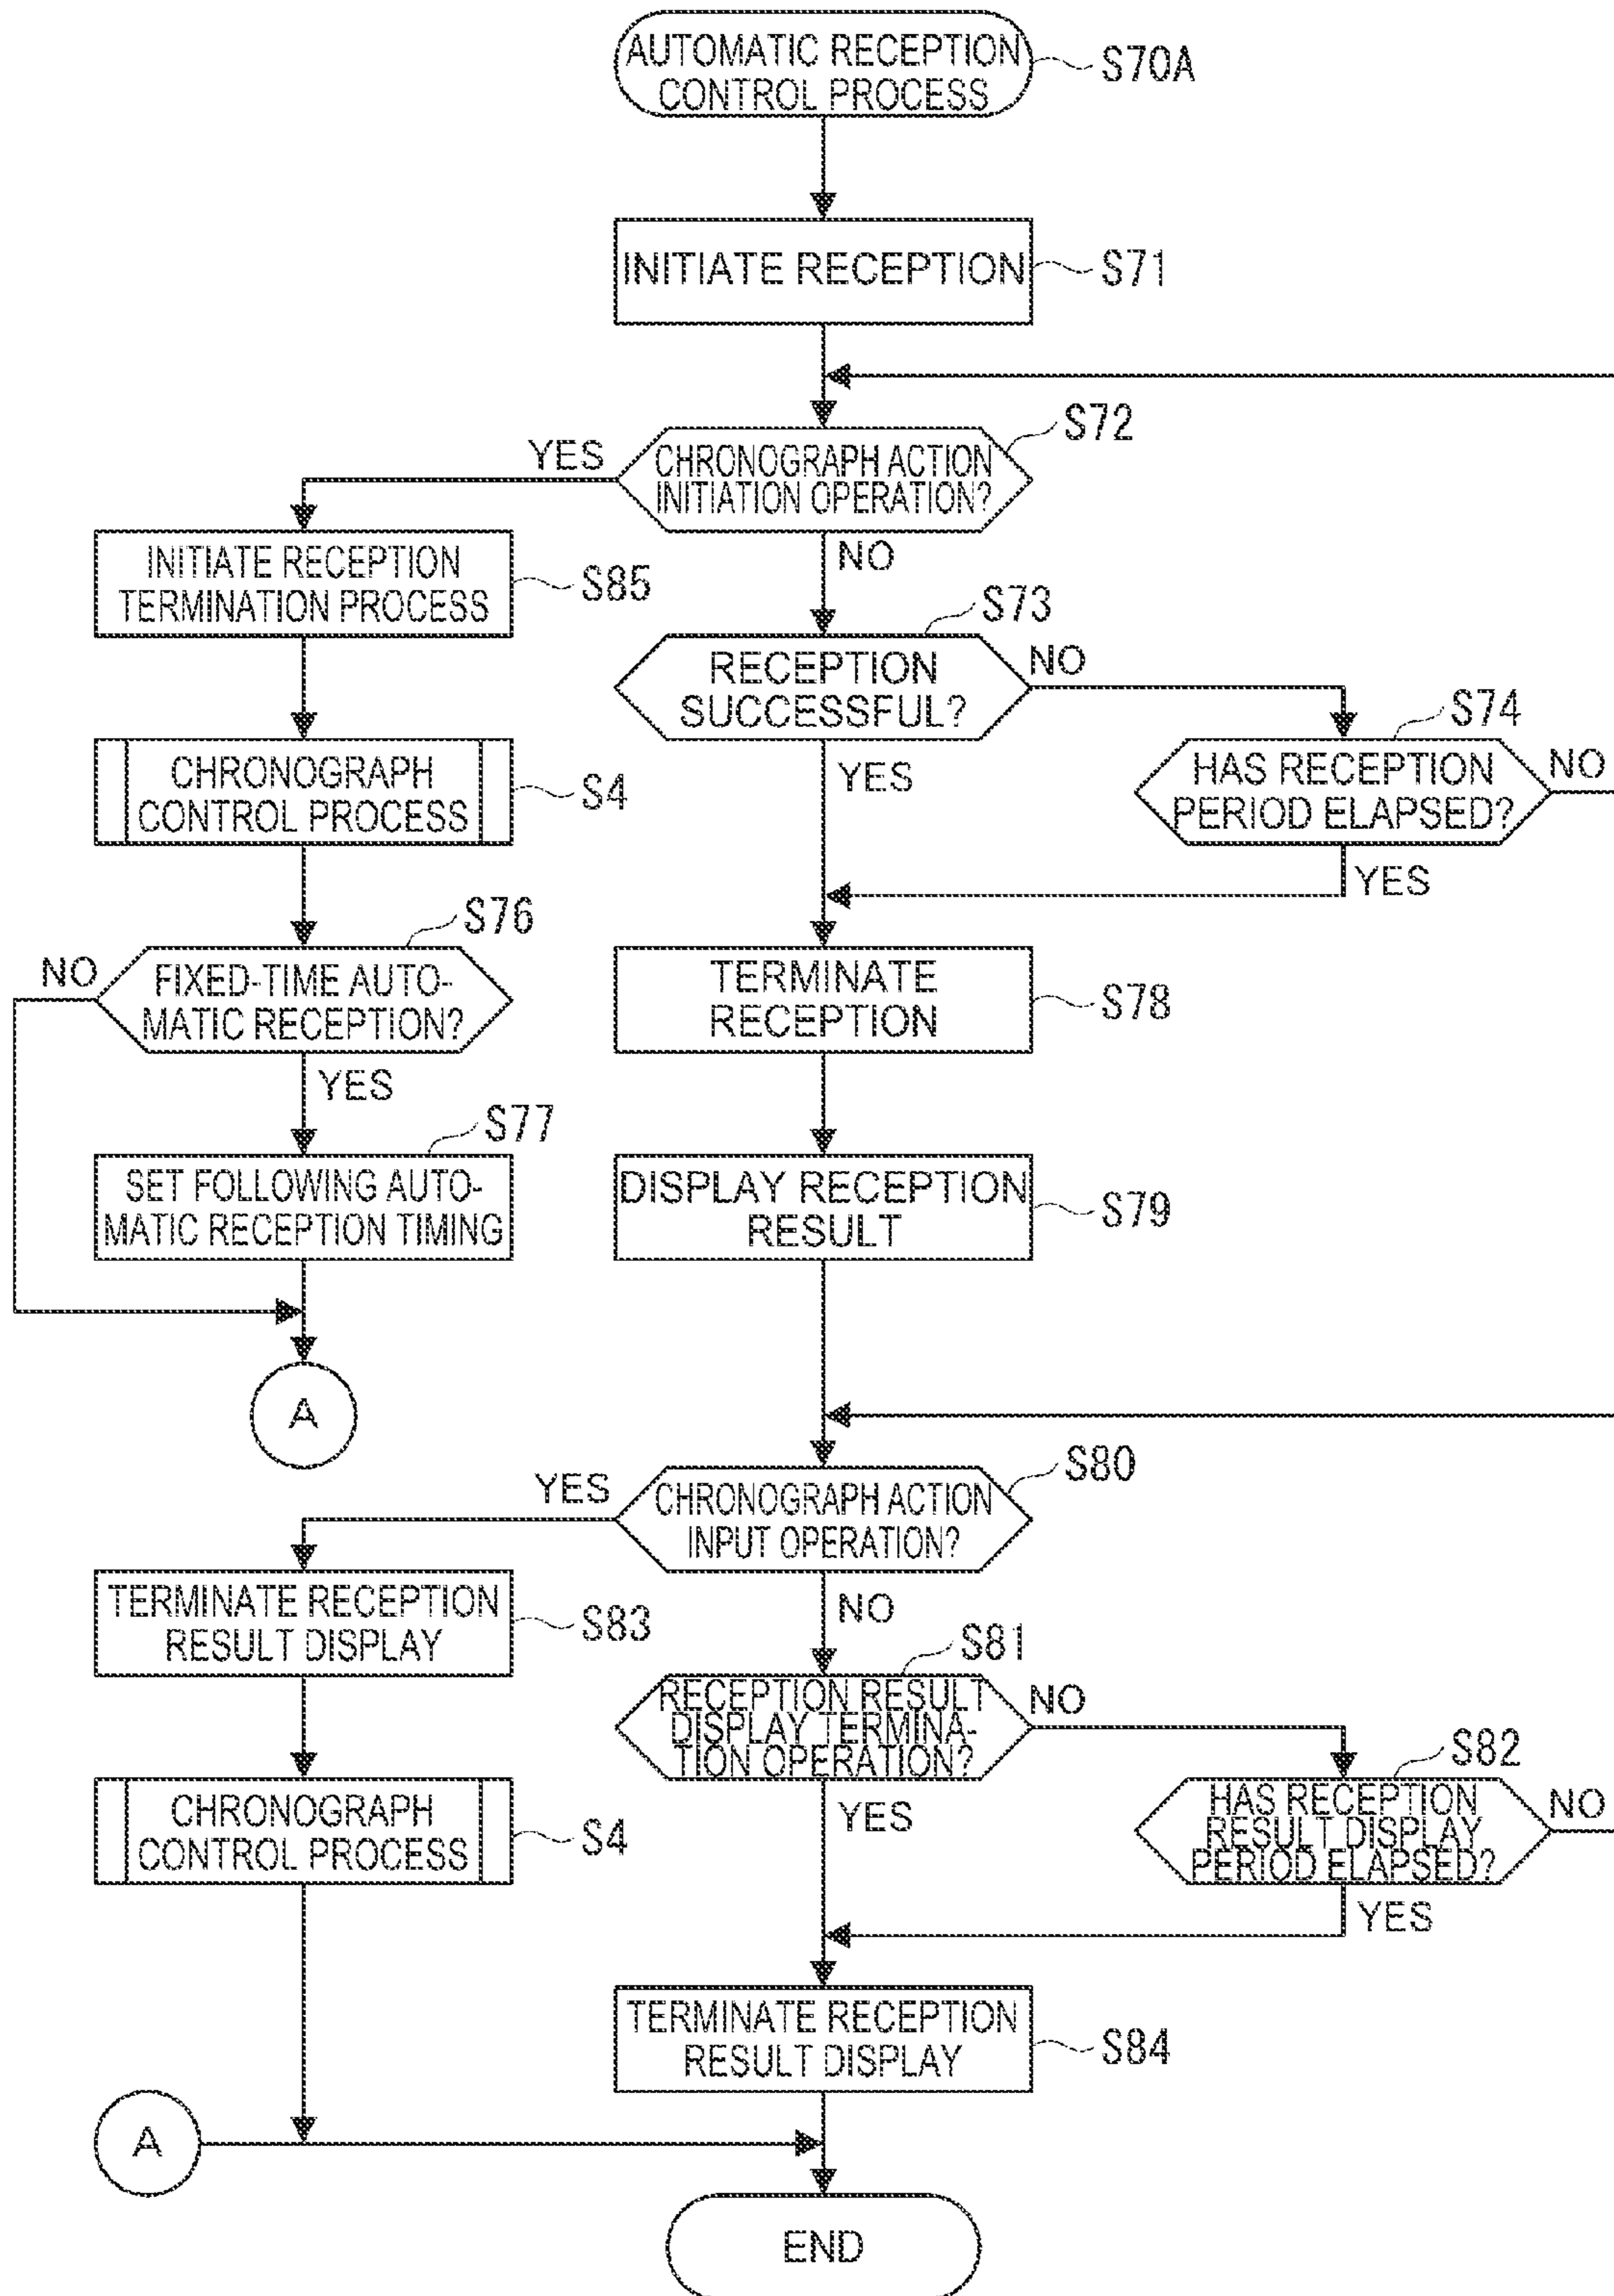 AUTOMATIC RECEPTION
CONTROL PROCESS
S70A
INITIATE RECEPTION
S71
S72
YES
CHRONOGRAPH ACTION
INITIATION OPERATION?
NO
INITIATE RECEPTION
TERMINATION PROCESS
S85
S73
RECEPTION
SUCCESSFUL?
NO
YES
S74
HAS RECEPTION
PERIOD ELAPSED?
NO
YES
CHRONOGRAPH
CONTROL PROCESS
S4
S76
NO
FIXED-TIME AUTO-
MATIC RECEPTION?
YES
TERMINATE
RECEPTION
S78
S77
SET FOLLOWING AUTO-
MATIC RECEPTION TIMING
DISPLAY RECEPTION
RESULT
S79
A
S80
YES
CHRONOGRAPH ACTION
INPUT OPERATION?
NO
TERMINATE RECEPTION
RESULT DISPLAY
S83
S81
RECEPTION RESULT
DISPLAY TERMINA-
TION OPERATION?
NO
YES
S82
HAS RECEPTION
RESULT DISPLAY
PERIOD ELAPSED?
NO
YES
CHRONOGRAPH
CONTROL PROCESS
S4
TERMINATE RECEPTION
RESULT DISPLAY
S84
A
END